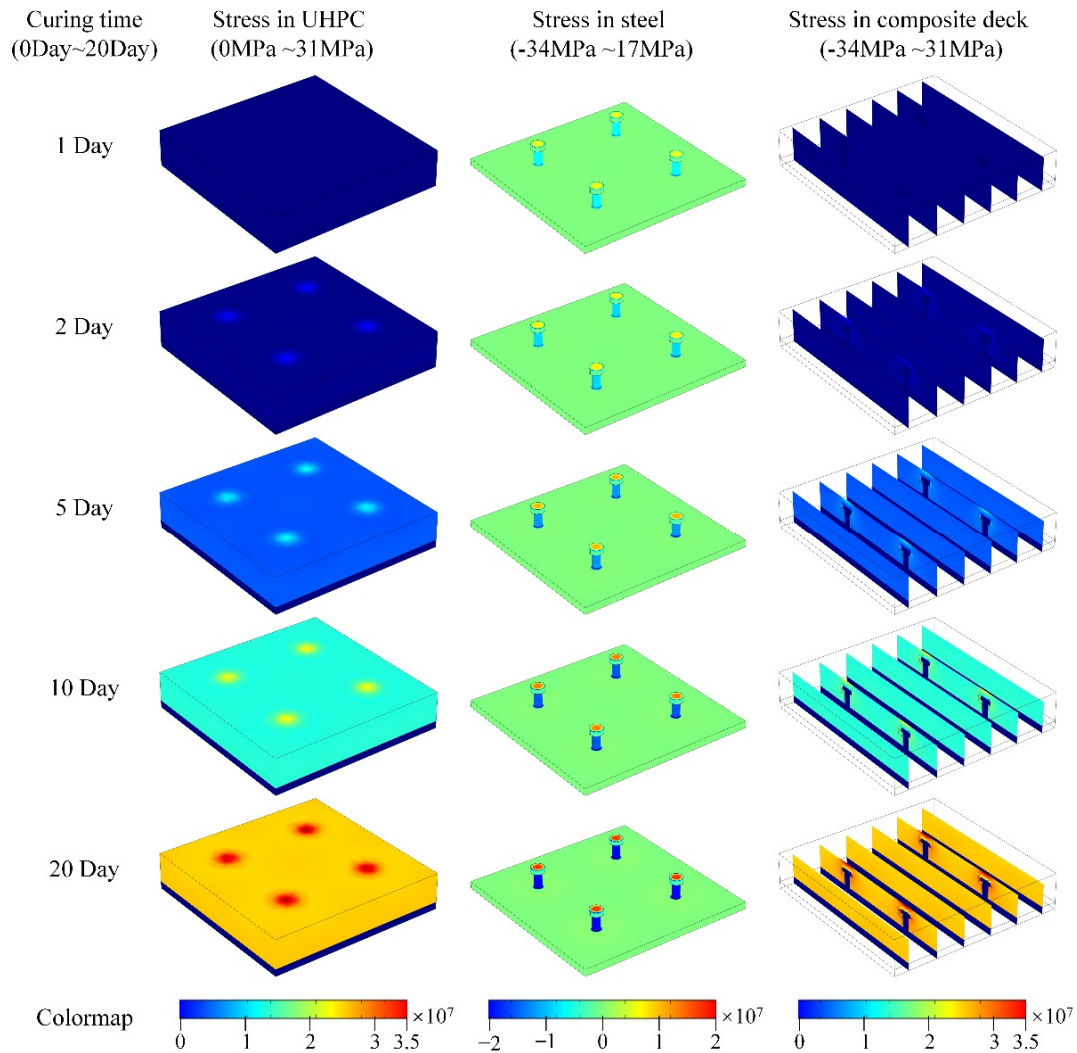 Curing time
(0Day~20Day)
Stress in UHPC
(0MPa ~31MPa)
Stress in steel
(-34MPa ~17MPa)
Stress in composite deck
(-34MPa ~31MPa)
1 Day
2 Day
5 Day
10 Day
20 Day
Colormap
0 1 2 3 3.5 ×10⁷
−2 −1 0 1 2 ×10⁷
0 1 2 3 3.5 ×10⁷